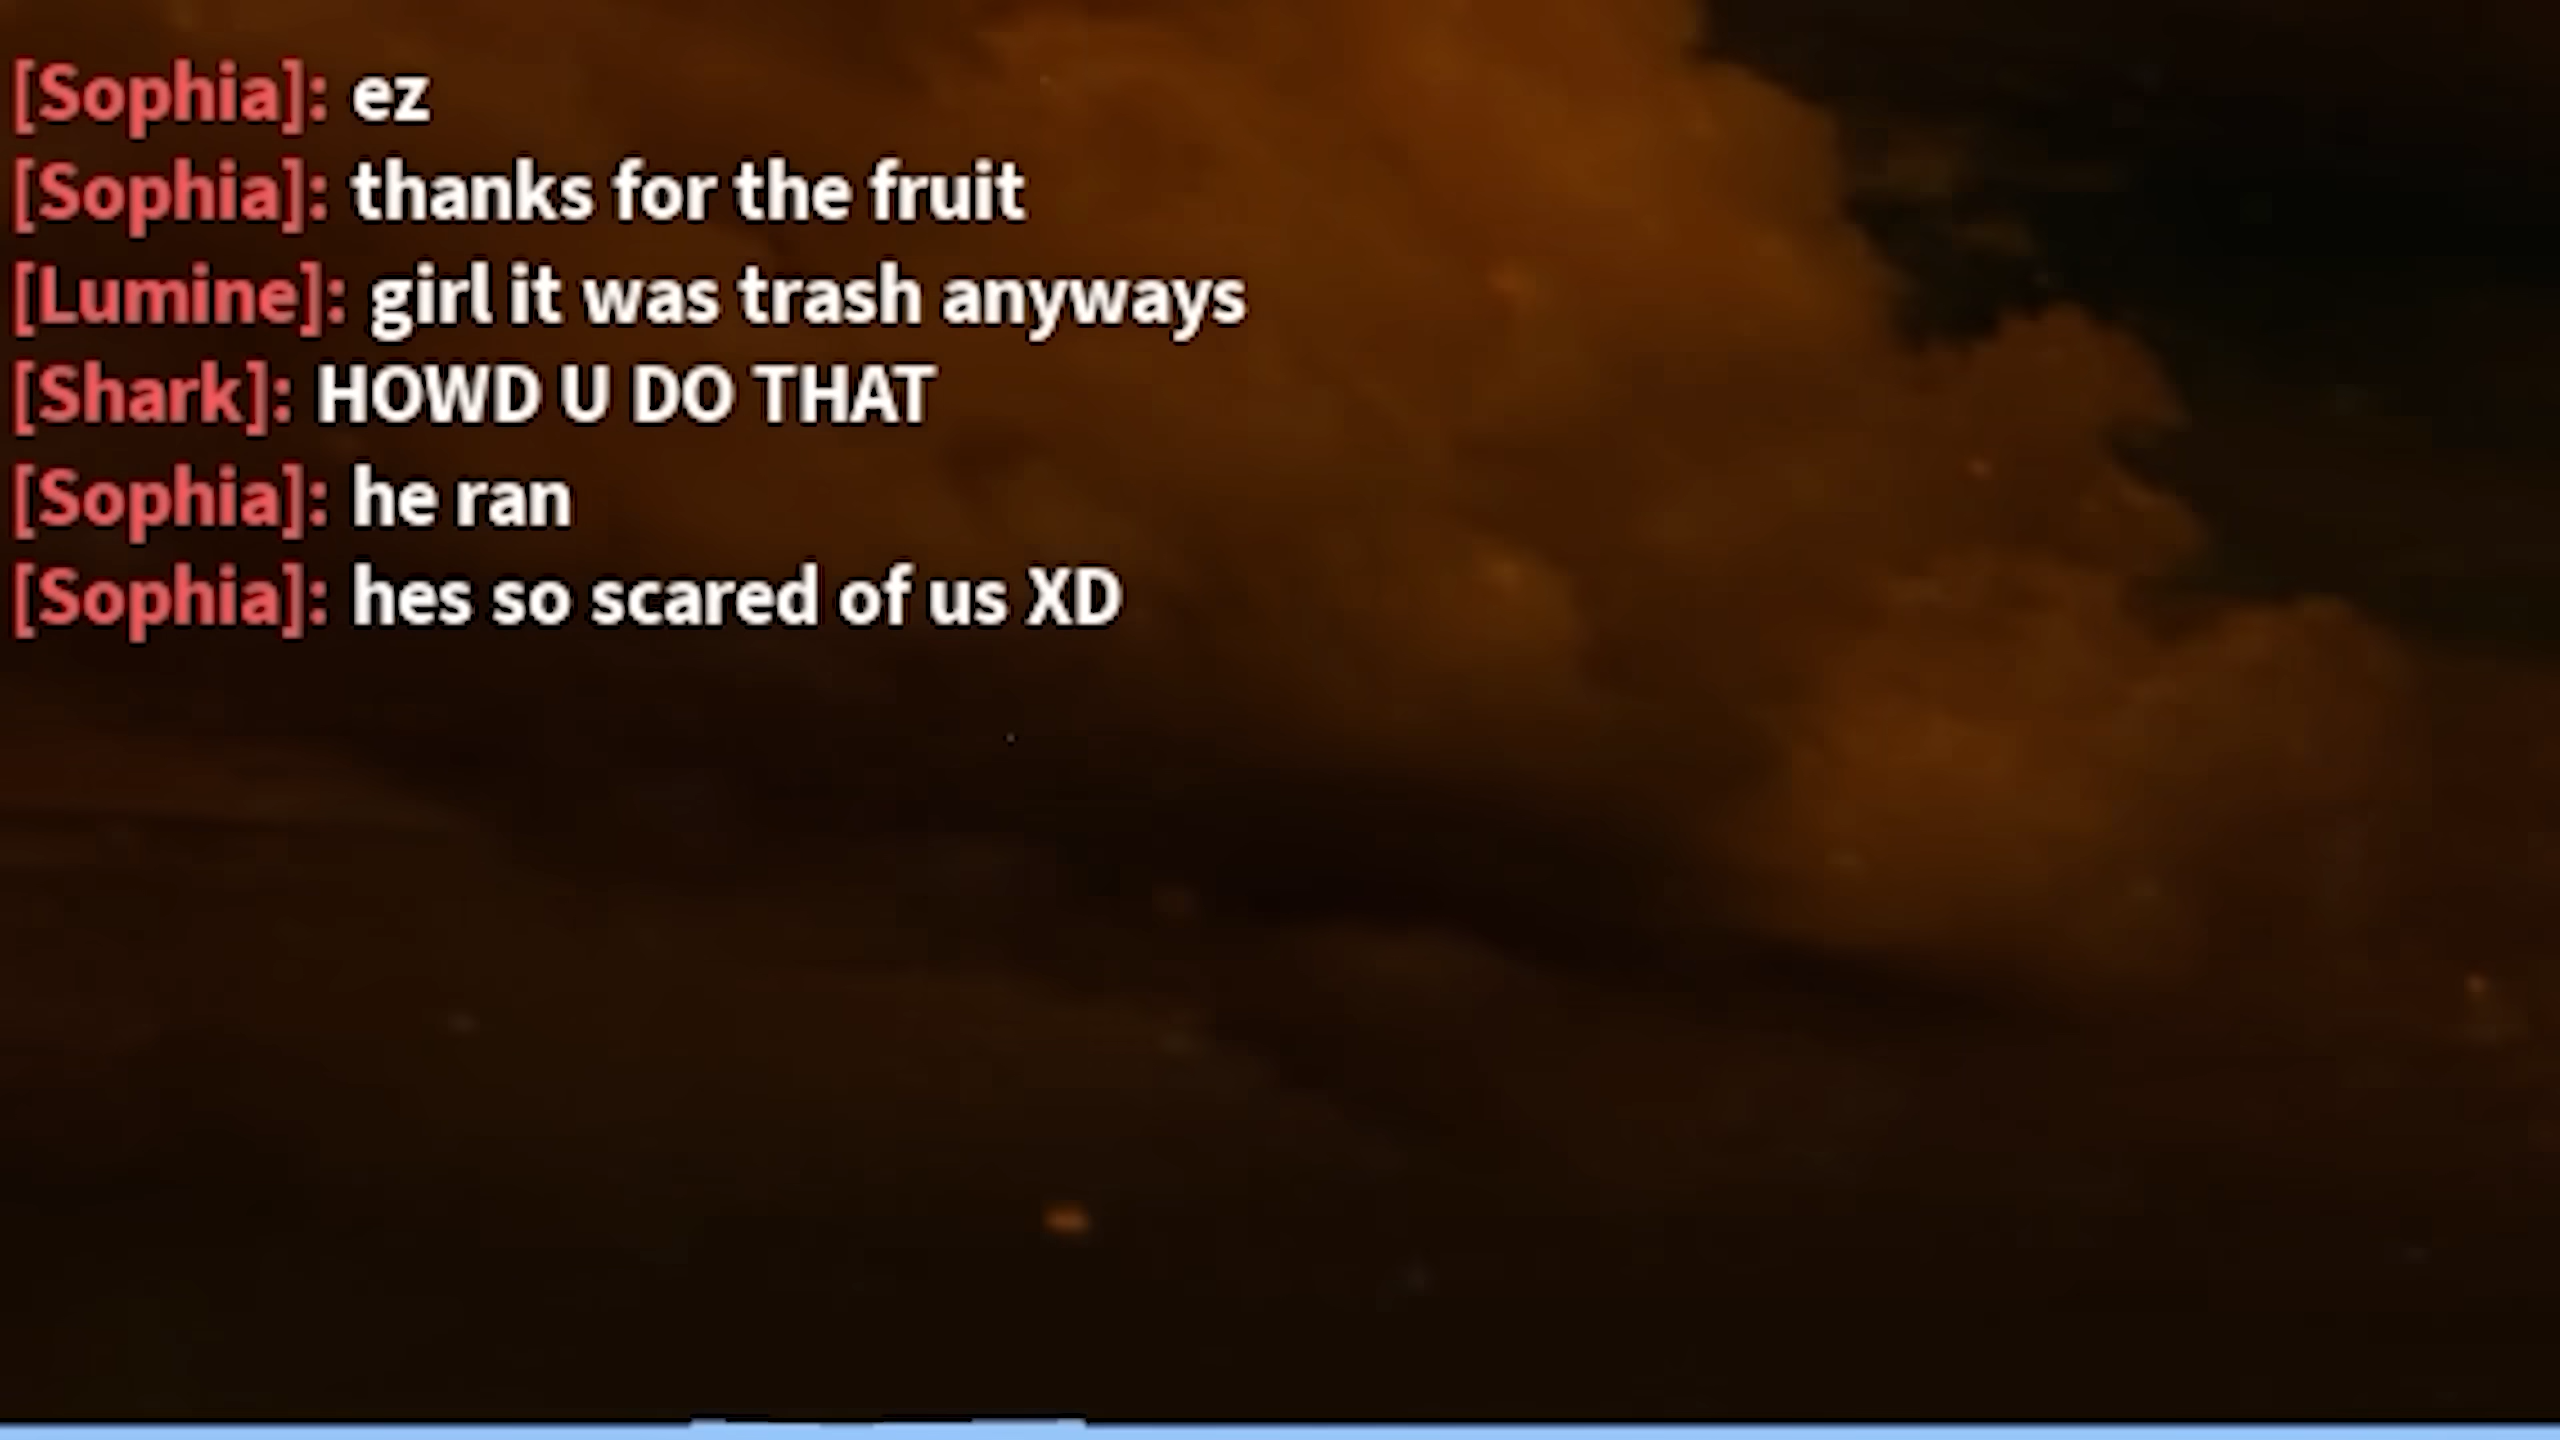 [Sophia]: ez
[Sophia]: thanks for the fruit
[Lumine]: girl it was trash anyways
[Shark]: HOWD U DO THAT
[Sophia]: he ran
[Sophia]: hes so scared of us XD